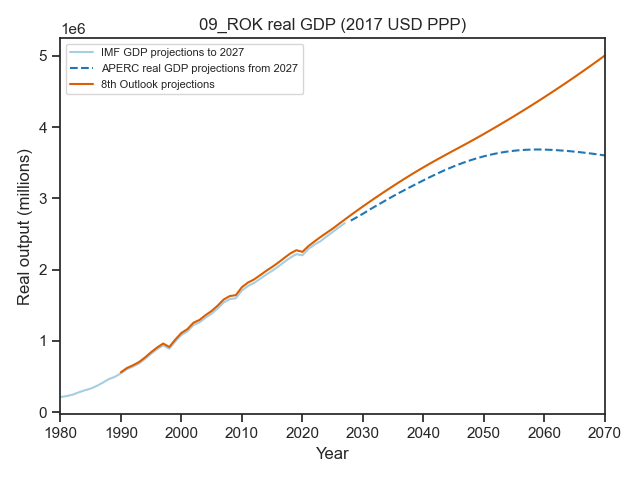 09_ROK real GDP (2017 USD PPP)
1e6
IMF GDP projections to 2027
APERC real GDP projections from 2027
8th Outlook projections
Real output (millions)
5
4
3
2
1
0
1980 1990 2000 2010 2020 2030 2040 2050 2060 2070
Year